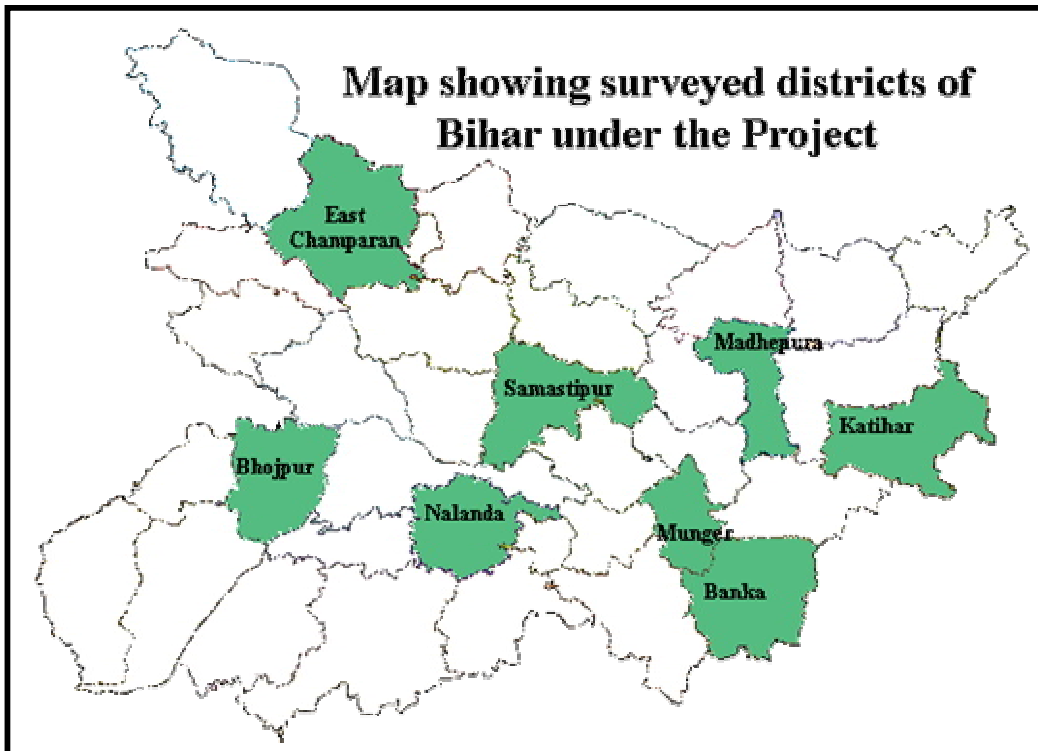 Map showing surveyed districts of
Bihar under the Project
East
Champaran
Madhepura
Samastipur
Katihar
Bhojpur
Nalanda
Munger
Banka